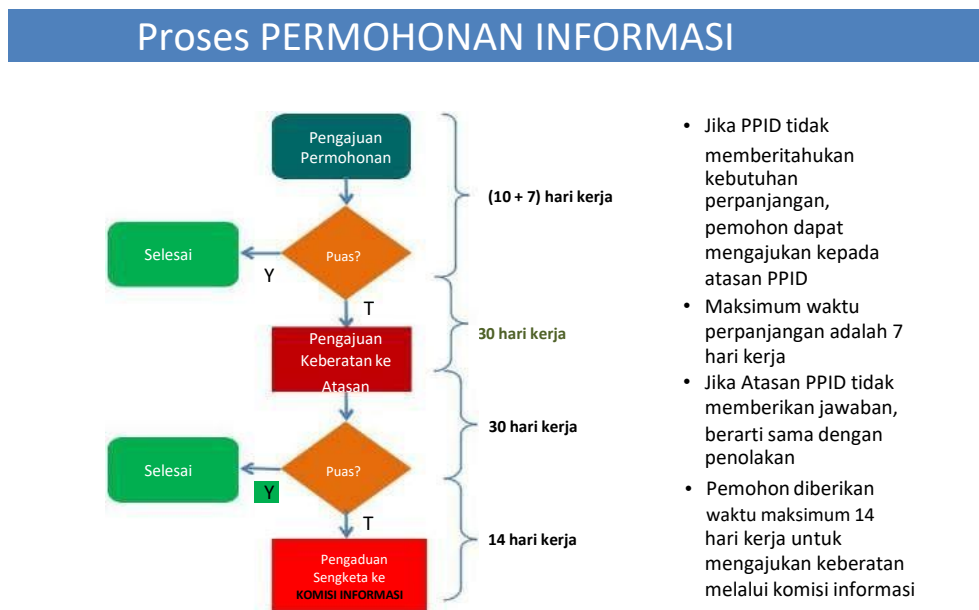 Proses PERMOHONAN INFORMASI
Pengajuan
Permohonan
(10 + 7) hari kerja
Selesai
Puas?
Y
T
30 hari kerja
Pengajuan
Keberatan ke
Atasan
30 hari kerja
Selesai
Puas?
Y
T
14 hari kerja
Pengaduan
Sengketa ke
KOMISI INFORMASI
• Jika PPID tidak
memberitahukan
kebutuhan
perpanjangan,
pemohon dapat
mengajukan kepada
atasan PPID
• Maksimum waktu
perpanjangan adalah 7
hari kerja
• Jika Atasan PPID tidak
memberikan jawaban,
berarti sama dengan
penolakan
• Pemohon diberikan
waktu maksimum 14
hari kerja untuk
mengajukan keberatan
melalui komisi informasi